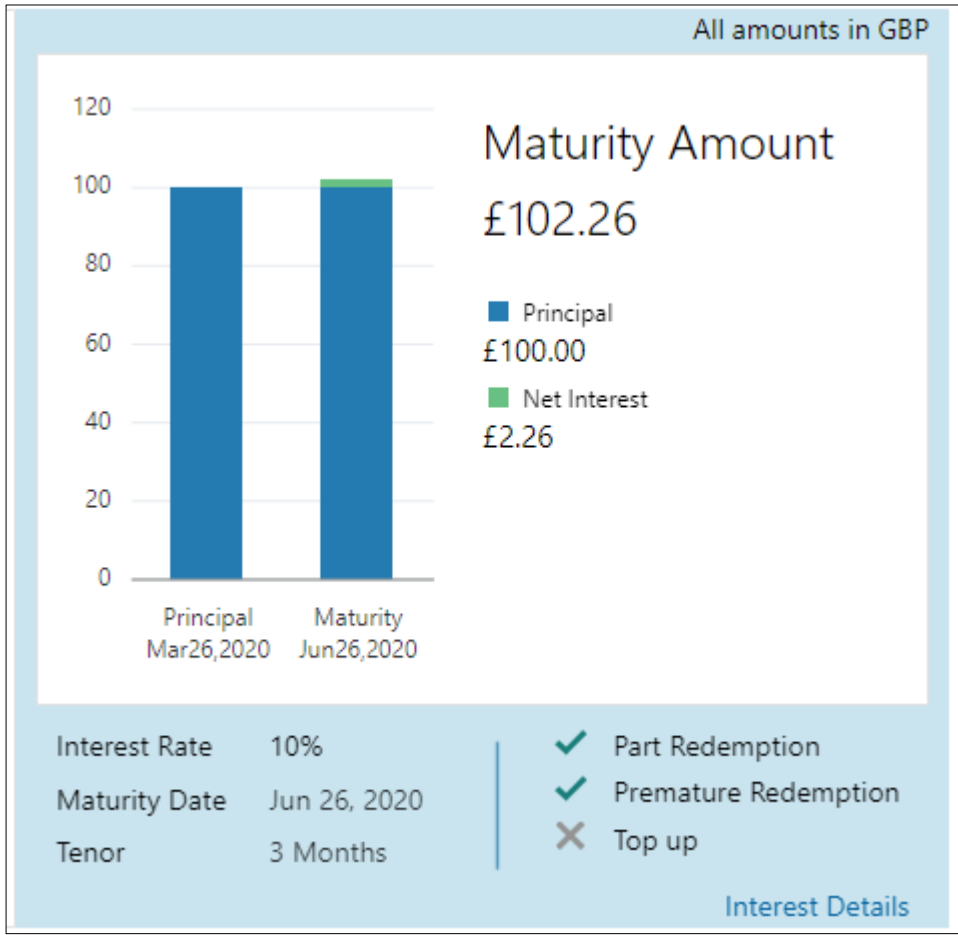 All amounts in GBP
120
100
80
60
40
20
0
Principal
Mar26,2020
Maturity
Jun26,2020
Maturity Amount
£102.26
Principal
£100.00
Net Interest
£2.26
Interest Rate 10%
Maturity Date Jun 26, 2020
Tenor 3 Months
Part Redemption
Premature Redemption
Top up
Interest Details